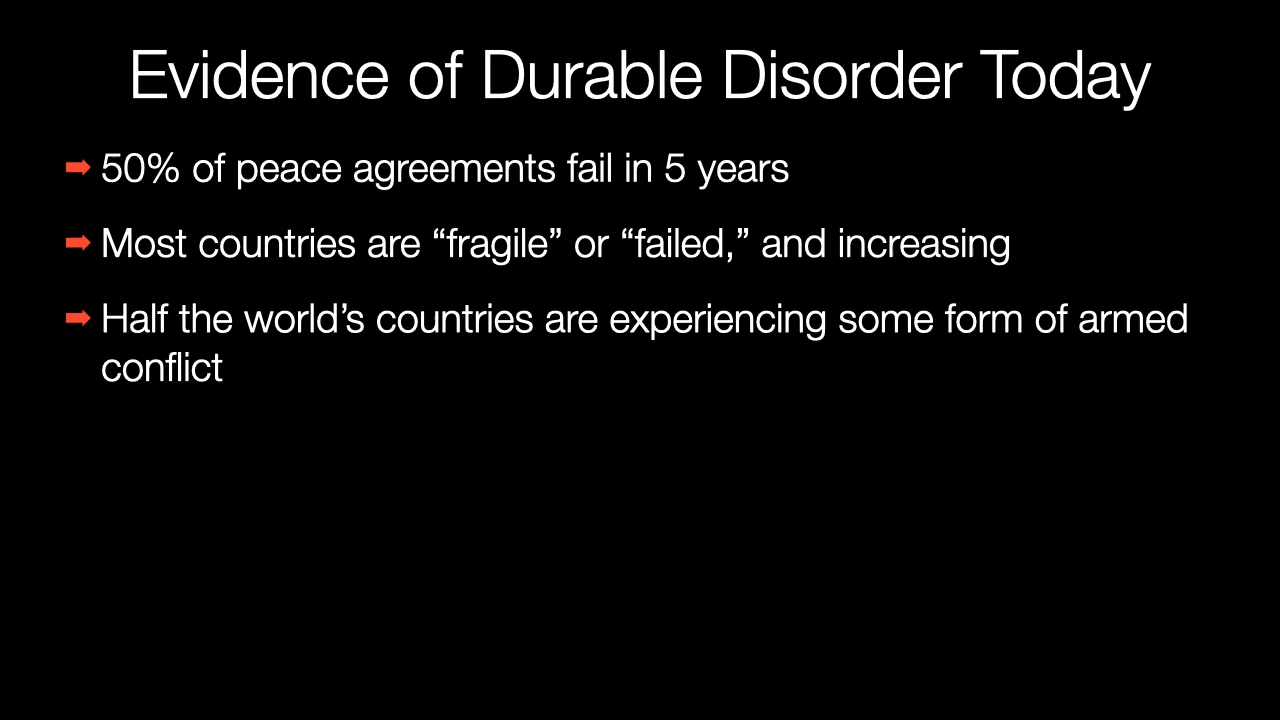 Evidence of Durable Disorder Today
➡ 50% of peace agreements fail in 5 years
➡ Most countries are “fragile” or “failed,” and increasing
➡ Half the world’s countries are experiencing some form of armed
conflict